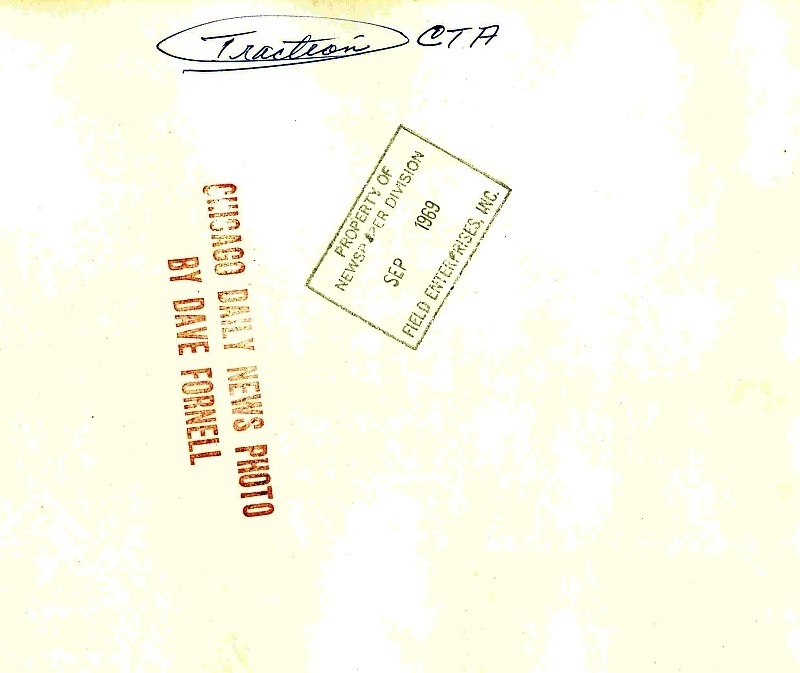 Traction CTA
PROPERTY OF
NEWSPAPER DIVISION
SEP 1969
FIELD ENTERPRISES, INC.
CHICAGO DAILY NEWS PHOTO
BY DAVE FORNELL